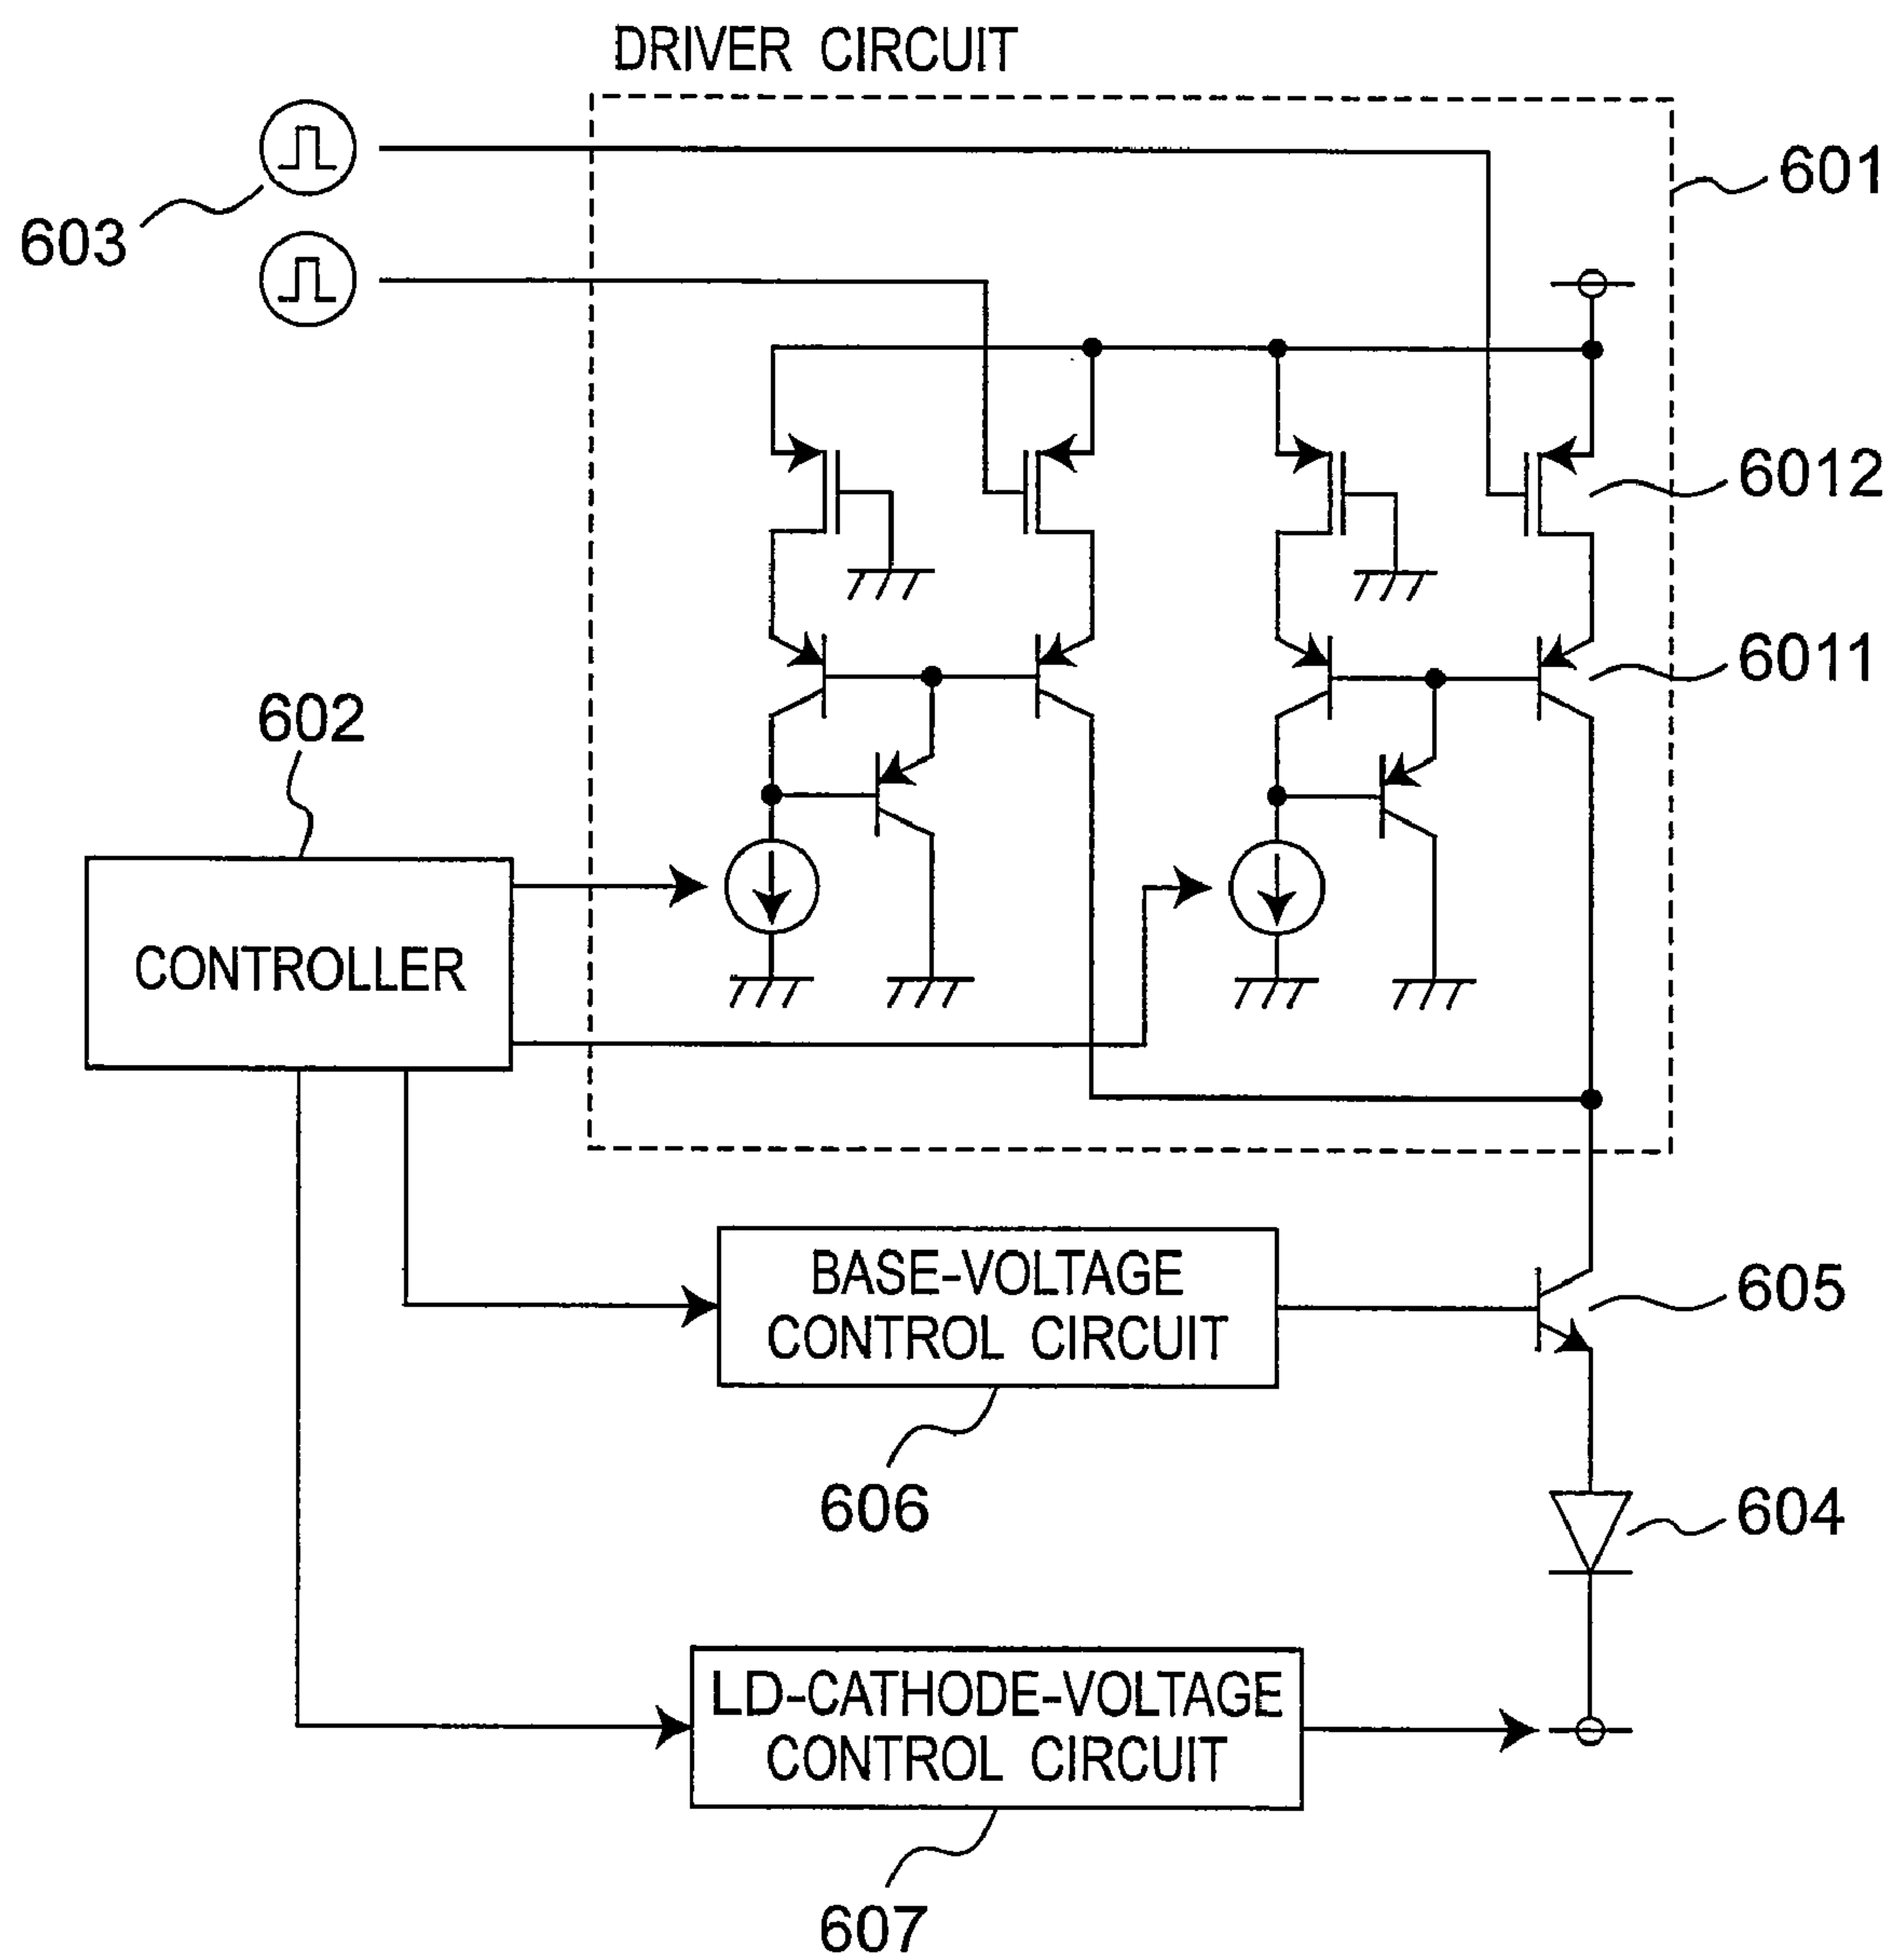 DRIVER CIRCUIT
603
601
6012
6011
602
CONTROLLER
BASE-VOLTAGE
CONTROL CIRCUIT
605
606
604
LD-CATHODE-VOLTAGE
CONTROL CIRCUIT
607